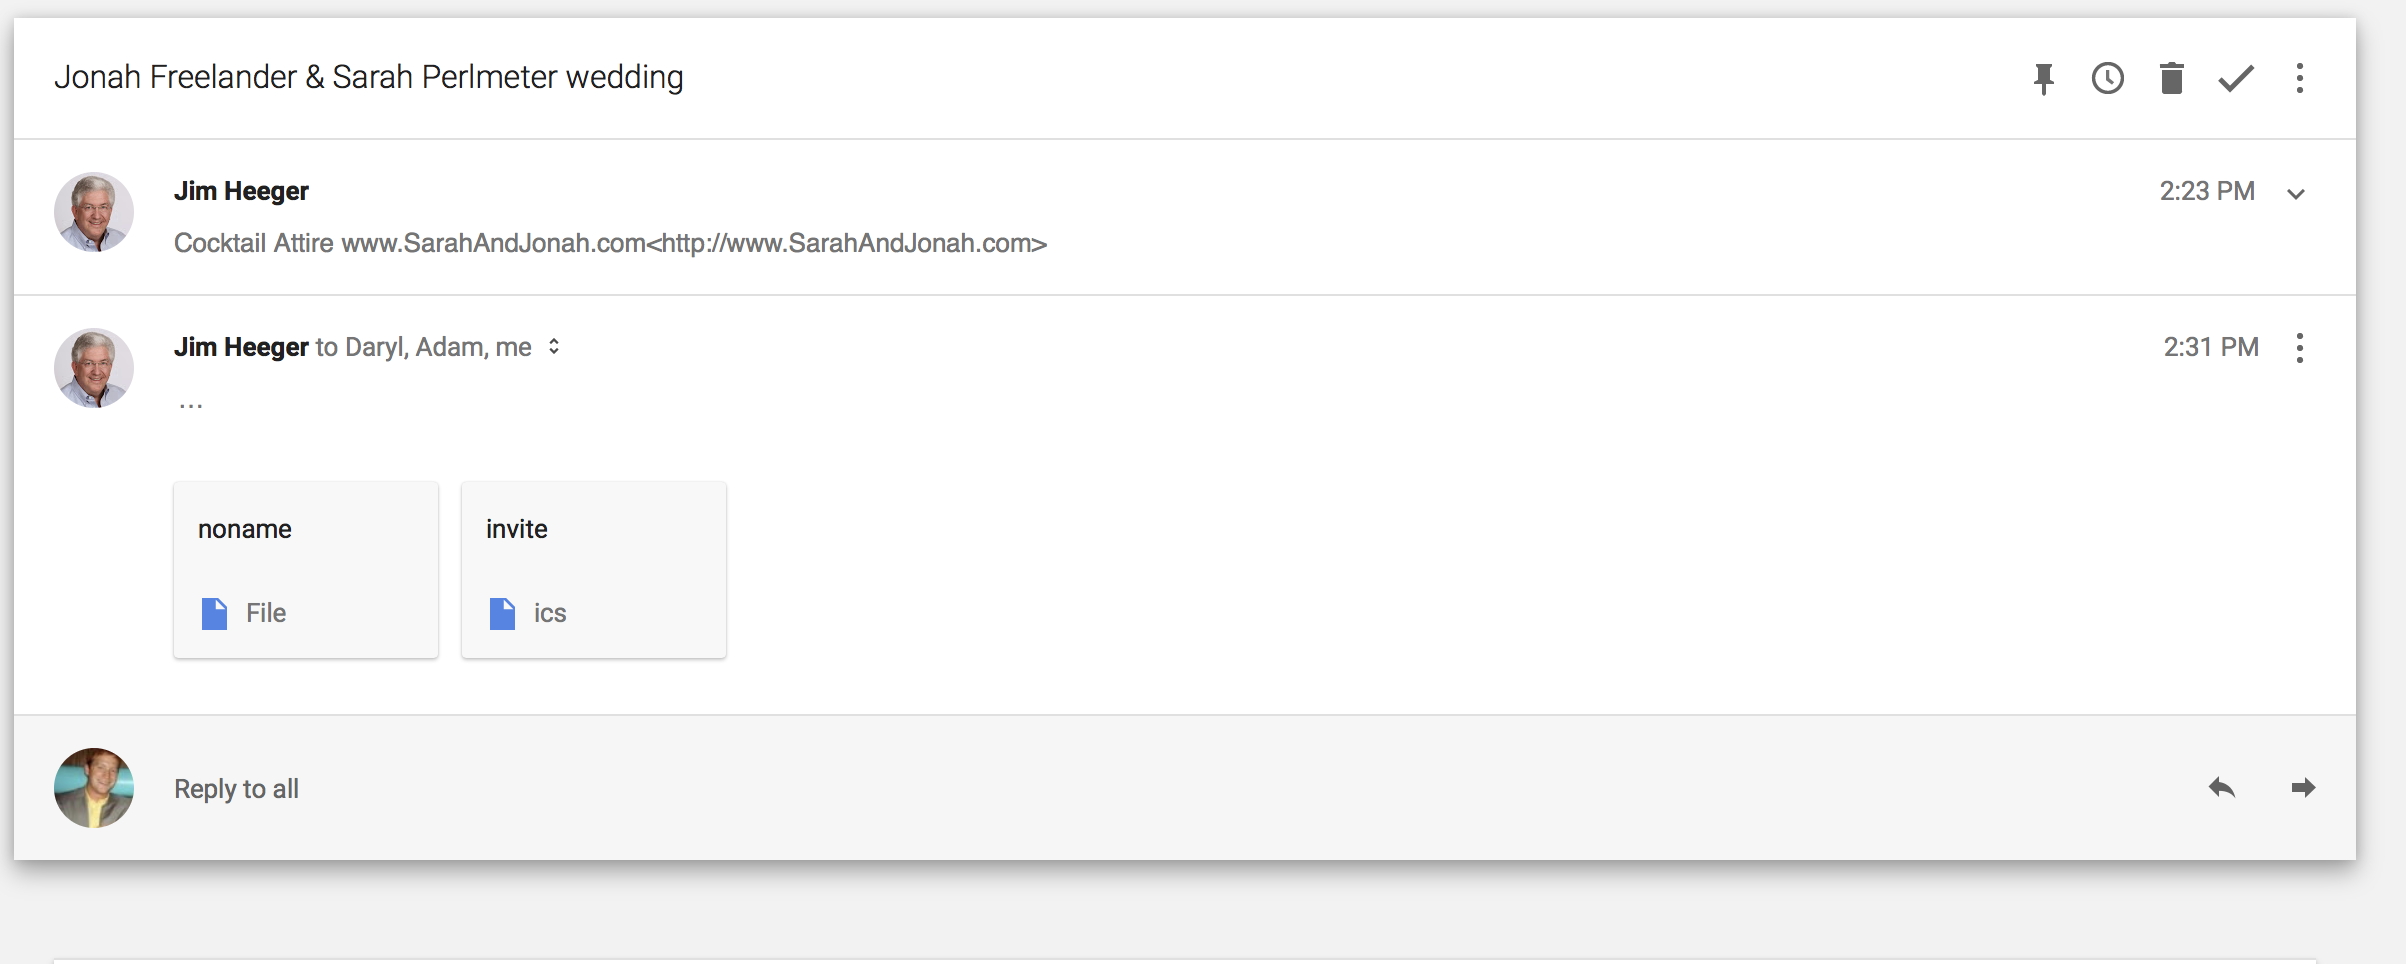 Jonah Freelander & Sarah Perlmeter wedding
Jim Heeger
2:23 PM
Cocktail Attire www.SarahAndJonah.com<http://www.SarahAndJonah.com>
Jim Heeger to Daryl, Adam, me
2:31 PM
...
noname
File
invite
ics
Reply to all